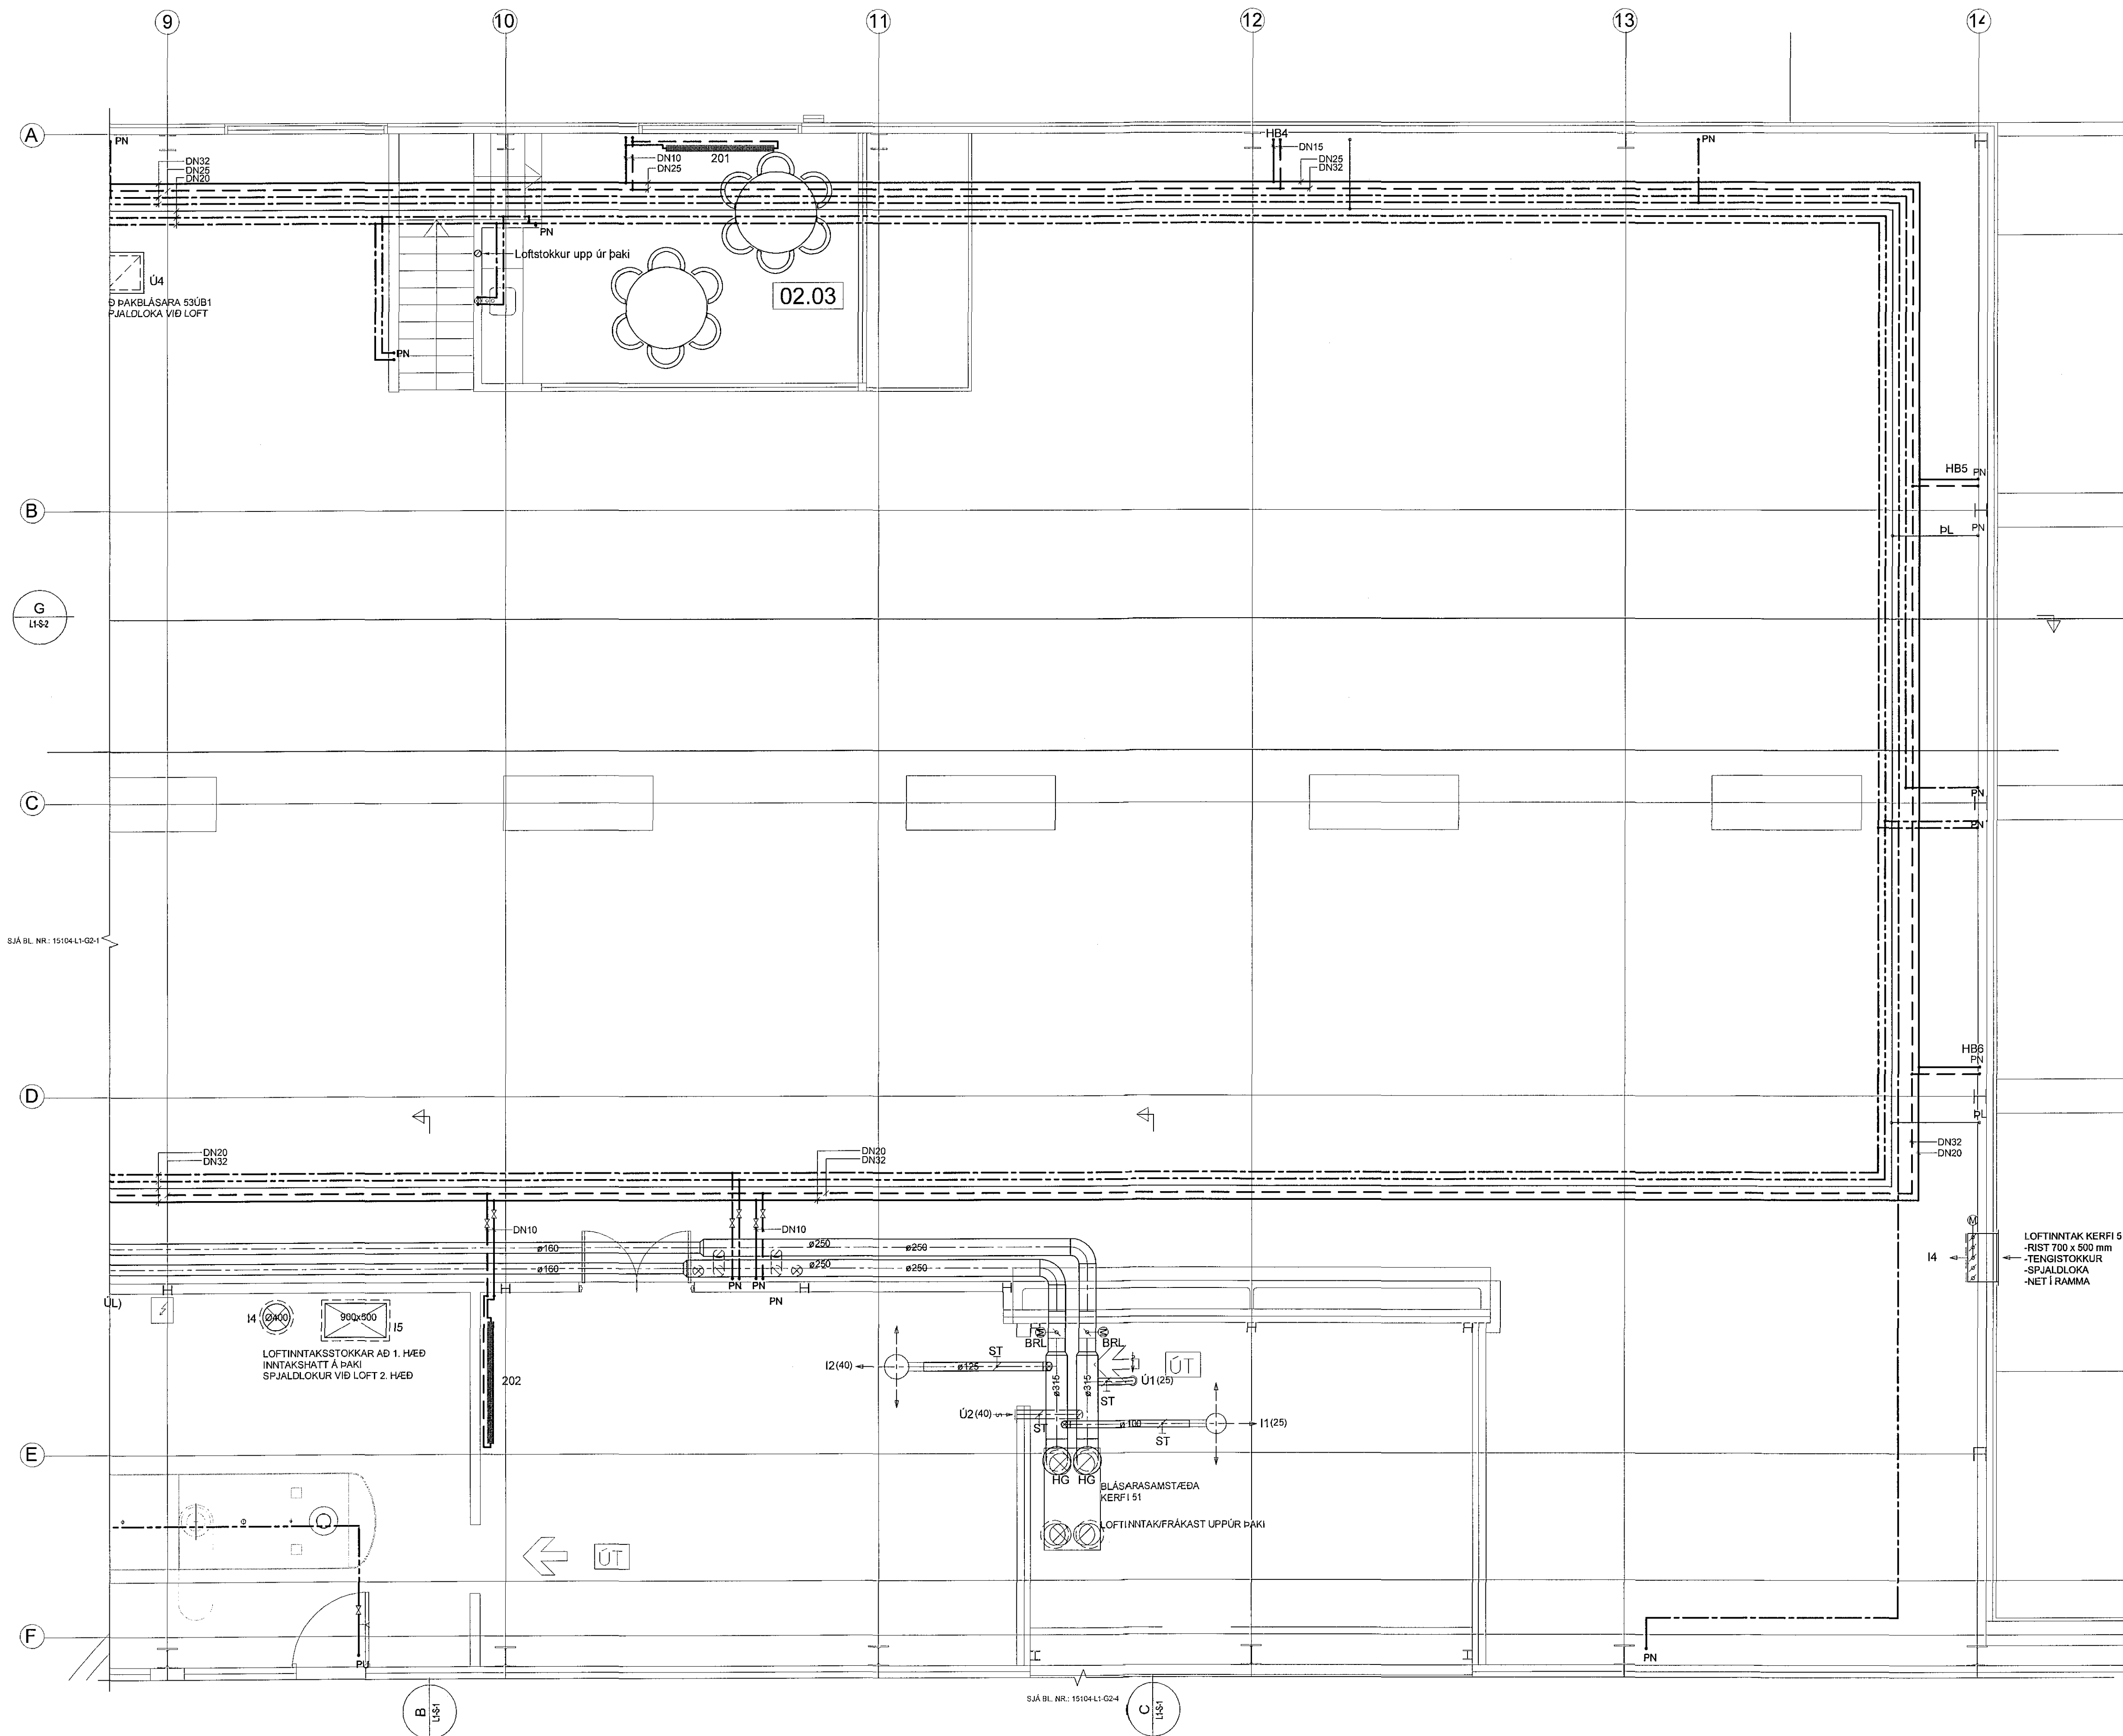 9
10
11
12
13
14
A
PN
DN32
DN25
DN20
DN10
DN25
201
HB4
DN15
DN25
DN32
PN
PN
Loftstokkur upp úr þaki
Ú4
Ð ÞAKBLÁSARA 53ÚB1
PJALDLOKA VIÐ LOFT
02.03
PN
HB5
PN
B
ÞL
PN
G
L1-S-2
C
PN
PN
SJÁ BL. NR.: 15104-L1-G2-1
HB6
PN
D
ÞL
DN32
DN20
DN20
DN32
DN20
DN32
DN10
DN10
ø160
ø250
ø250
ø160
ø250
ø250
PN
PN
PN
M
I4
LOFTINNTAK KERFI 5
-RIST 700 x 500 mm
-TENGISTOKKUR
-SPJALDLOKA
-NET Í RAMMA
ÚL)
I4
Ø400
900x500
I5
LOFTINNTAKSSTOKKAR AÐ 1. HÆÐ
INNTAKSHATT Á ÞAKI
SPJALDLOKUR VIÐ LOFT 2. HÆÐ
202
M
M
BRL
BRL
ST
I2(40)
ø125
ÚT
ø315
ø315
Ú1(25)
ST
Ú2(40)
ST
ø100
I1(25)
ST
E
HG
HG
BLÁSARASAMSTÆÐA
KERFI 51
LOFTINNTAK/FRÁKAST UPPÚR ÞAKI
ÚT
F
PN
B
L1-S-1
SJÁ BL. NR.: 15104-L1-G2-4
C
L1-S-1